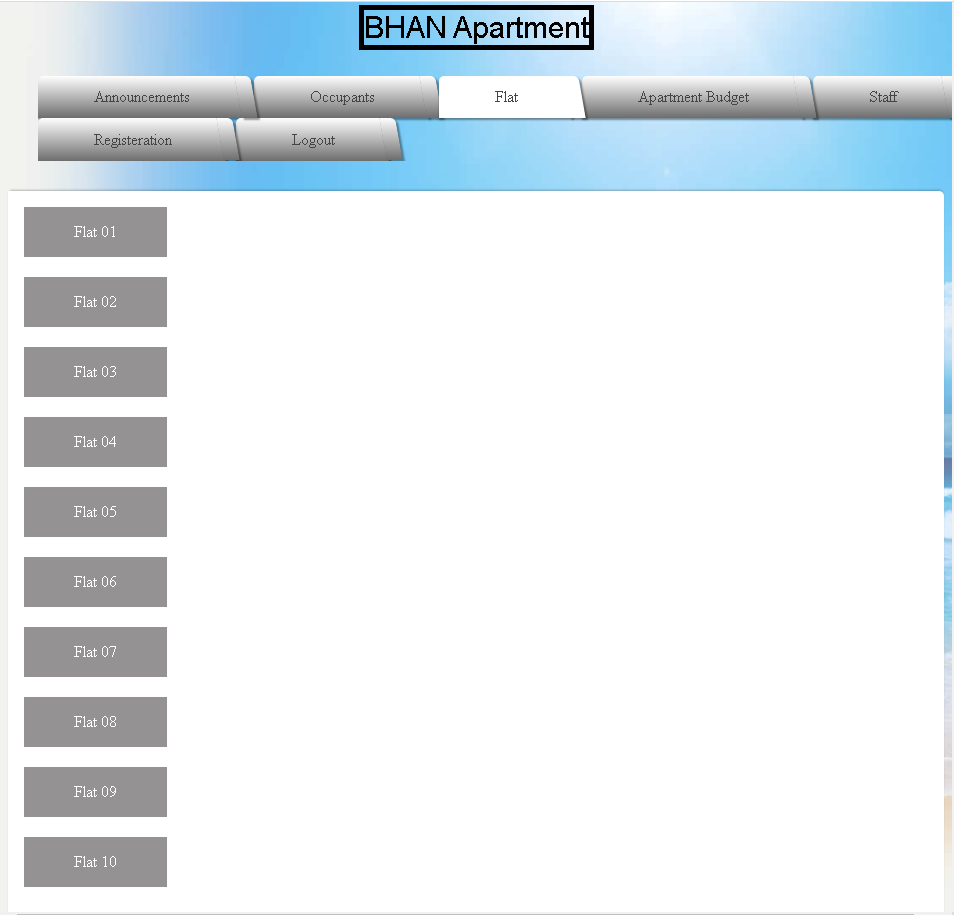 BHAN Apartment
Announcements Occupants Flat Apartment Budget Staff
Registeration Logout
Flat 01
Flat 02
Flat 03
Flat 04
Flat 05
Flat 06
Flat 07
Flat 08
Flat 09
Flat 10